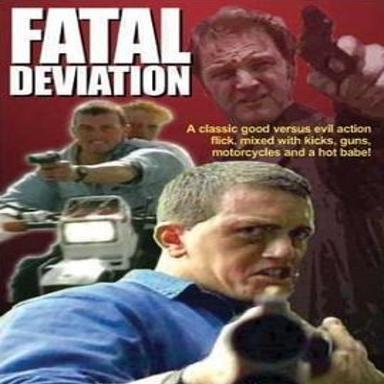 FATAL
DEVIATION
A classic good versus evil action
flick, mixed with kicks, guns,
motorcycles and a hot babe!